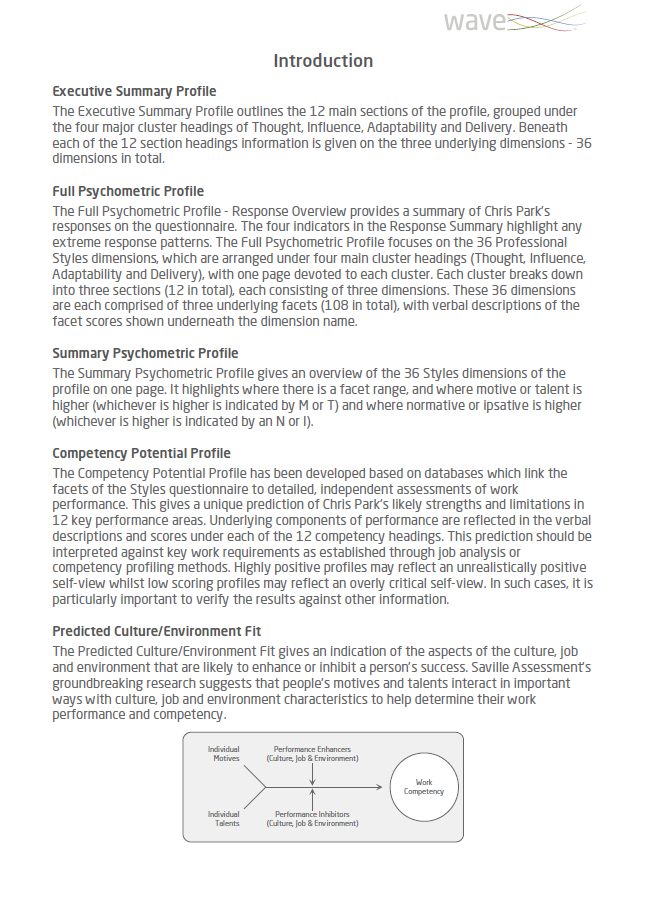 wave
Introduction
Executive Summary Profile
The Executive Summary Profile outlines the 12 main sections of the profile, grouped under
the four major cluster headings of Thought, Influence, Adaptability and Delivery. Beneath
each of the 12 section headings information is given on the three underlying dimensions - 36
dimensions in total.
Full Psychometric Profile
The Full Psychometric Profile - Response Overview provides a summary of Chris Park's
responses on the questionnaire. The four indicators in the Response Summary highlight any
extreme response patterns. The Full Psychometric Profile focuses on the 36 Professional
Styles dimensions, which are arranged under four main cluster headings (Thought, Influence,
Adaptability and Delivery), with one page devoted to each cluster. Each cluster breaks down
into three sections (12 in total), each consisting of three dimensions. These 36 dimensions
are each comprised of three underlying facets (108 in total), with verbal descriptions of the
facet scores shown underneath the dimension name.
Summary Psychometric Profile
The Summary Psychometric Profile gives an overview of the 36 Styles dimensions of the
profile on one page. It highlights where there is a facet range, and where motive or talent is
higher (whichever is higher is indicated by M or T) and where normative or ipsative is higher
(whichever is higher is indicated by an N or I).
Competency Potential Profile
The Competency Potential Profile has been developed based on databases which link the
facets of the Styles questionnaire to detailed, independent assessments of work
performance. This gives a unique prediction of Chris Park's likely strengths and limitations in
12 key performance areas. Underlying components of performance are reflected in the verbal
descriptions and scores under each of the 12 competency headings. This prediction should be
interpreted against key work requirements as established through job analysis or
competency profiling methods. Highly positive profiles may reflect an unrealistically positive
self-view whilst low scoring profiles may reflect an overly critical self-view. In such cases, it is
particularly important to verify the results against other information.
Predicted Culture/Environment Fit
The Predicted Culture/Environment Fit gives an indication of the aspects of the culture, job
and environment that are likely to enhance or inhibit a person's success. Saville Assessment's
groundbreaking research suggests that people's motives and talents interact in important
ways with culture, job and environment characteristics to help determine their work
performance and competency.
Individual
Motives
Performance Enhancers
(Culture, Job & Environment)
Work
Competency
Individual
Talents
Performance Inhibitors
(Culture, Job & Environment)